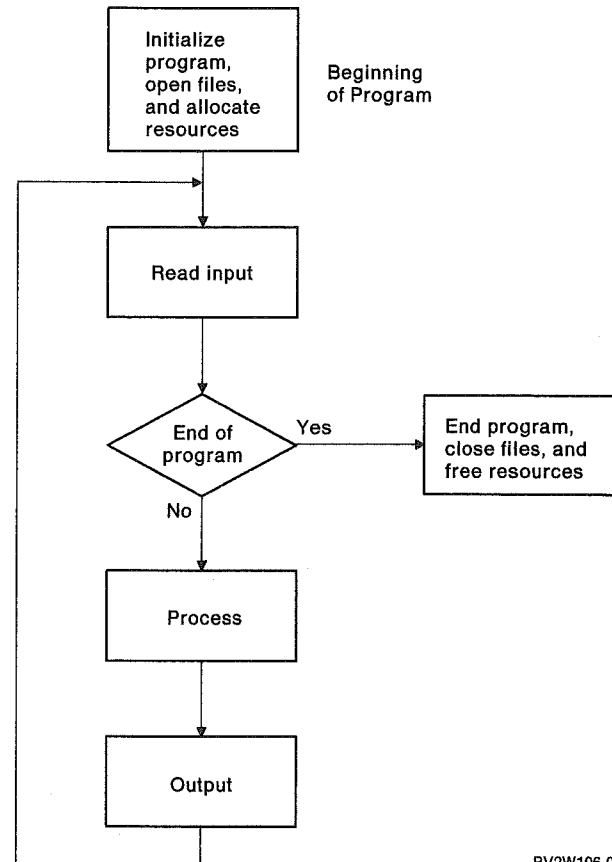 Initialize
program,
open files,
and allocate
resources
Beginning
of Program
Read input
End of
program
Yes
No
End program,
close files, and
free resources
Process
Output